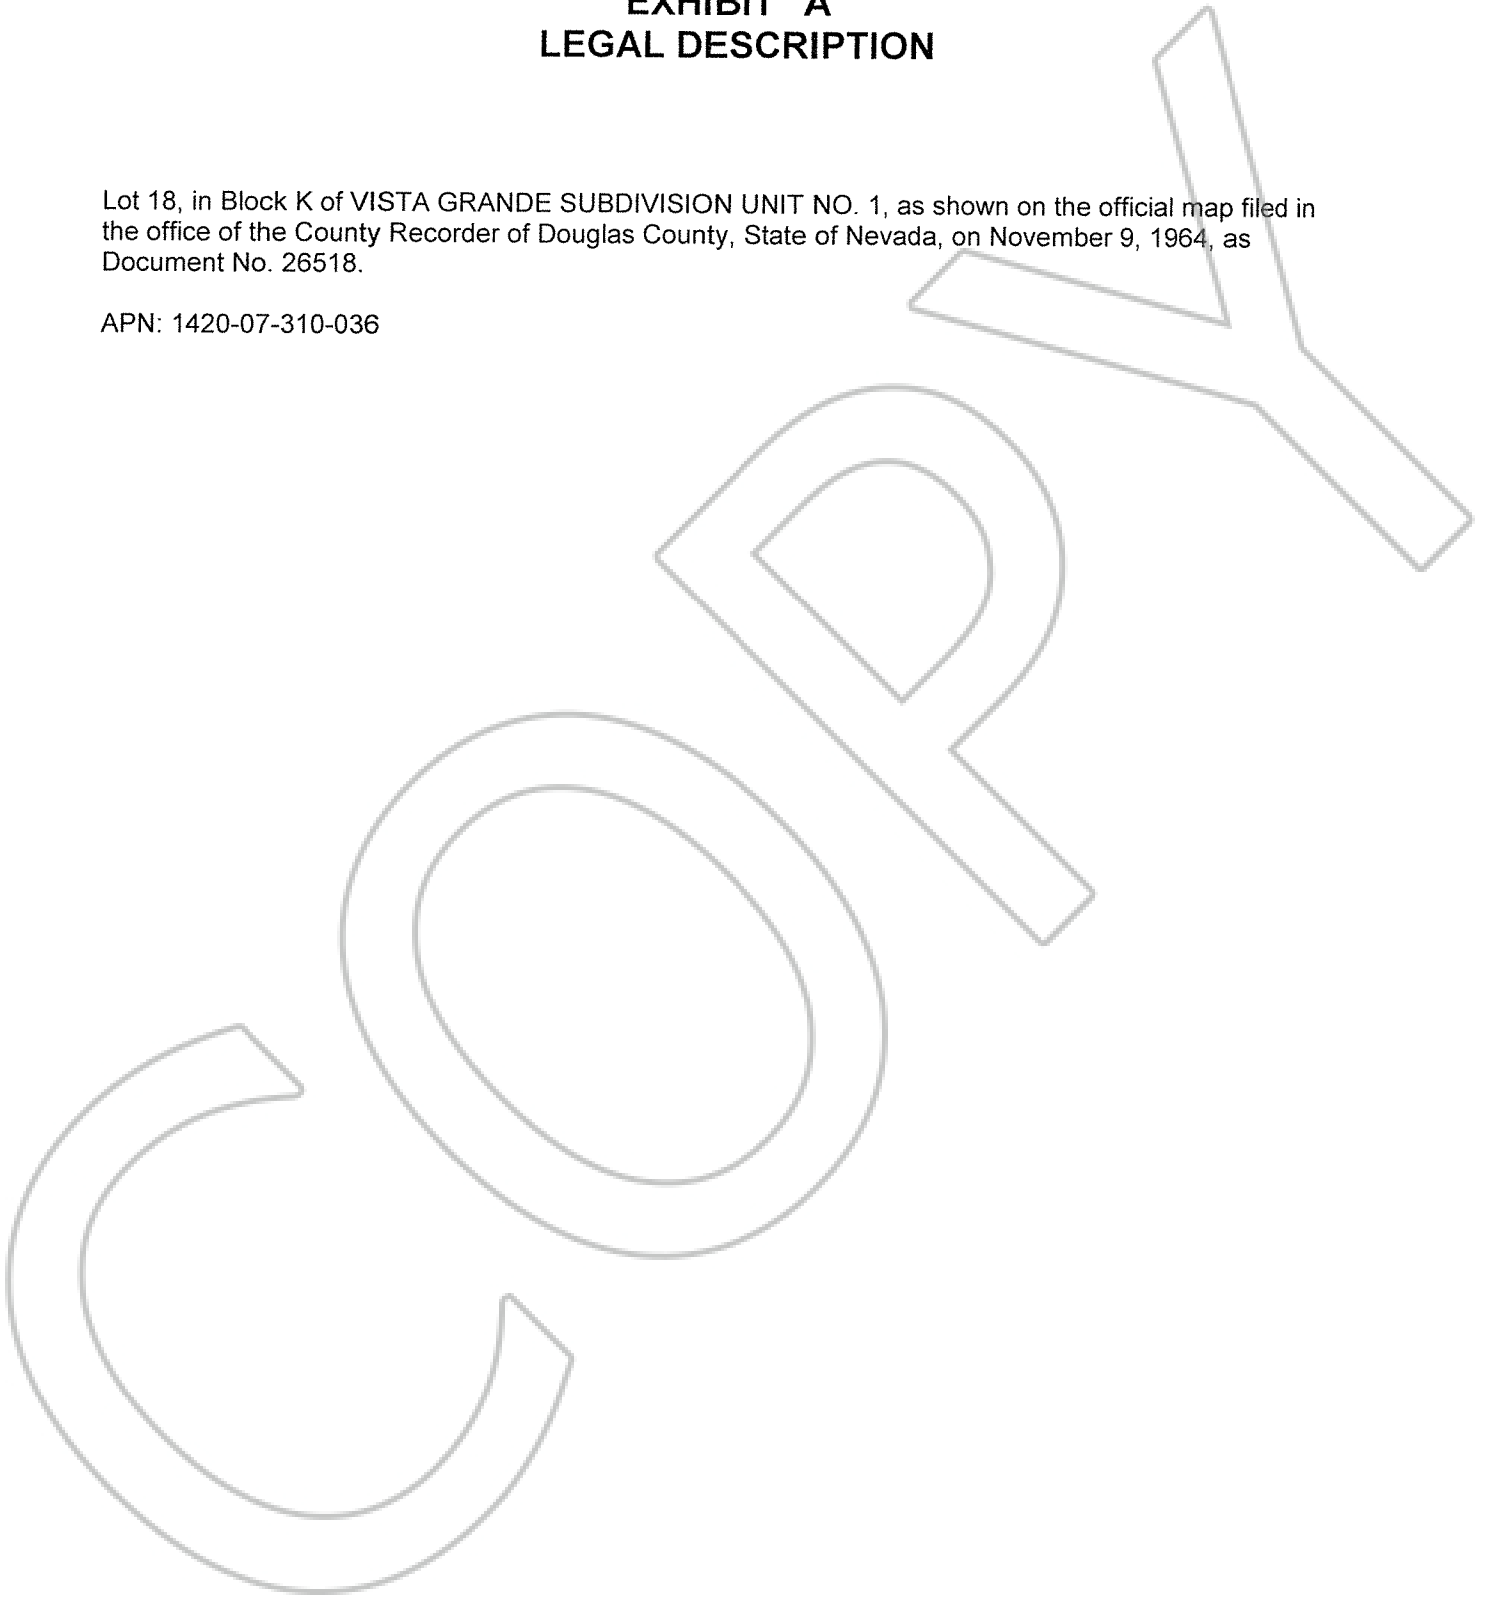 EXHIBIT "A"
LEGAL DESCRIPTION
Lot 18, in Block K of VISTA GRANDE SUBDIVISION UNIT NO. 1, as shown on the official map filed in
the office of the County Recorder of Douglas County, State of Nevada, on November 9, 1964, as
Document No. 26518.
APN: 1420-07-310-036
COPY